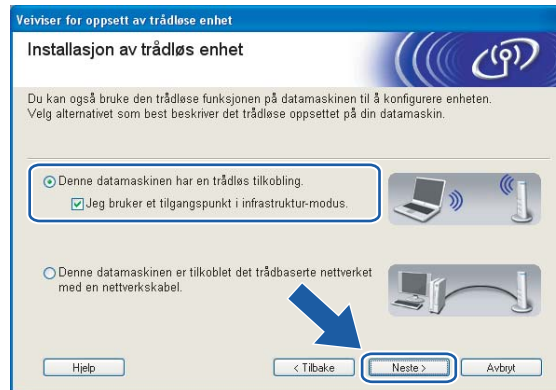 Veiviser for oppsett av trådløse enhet
Installasjon av trådløs enhet
Du kan også bruke den trådløse funksjonen på datamaskinen til å konfigurere enheten.
Velg alternativet som best beskriver det trådløse oppsettet på din datamaskin.
Denne datamaskinen har en trådløs tilkobling.
Jeg bruker et tilgangspunkt i infrastruktur-modus.
Denne datamaskinen er tilkoblet det trådbaserte nettverket
med en nettverkskabel.
Hjelp
< Tilbake
Neste >
Avbryt